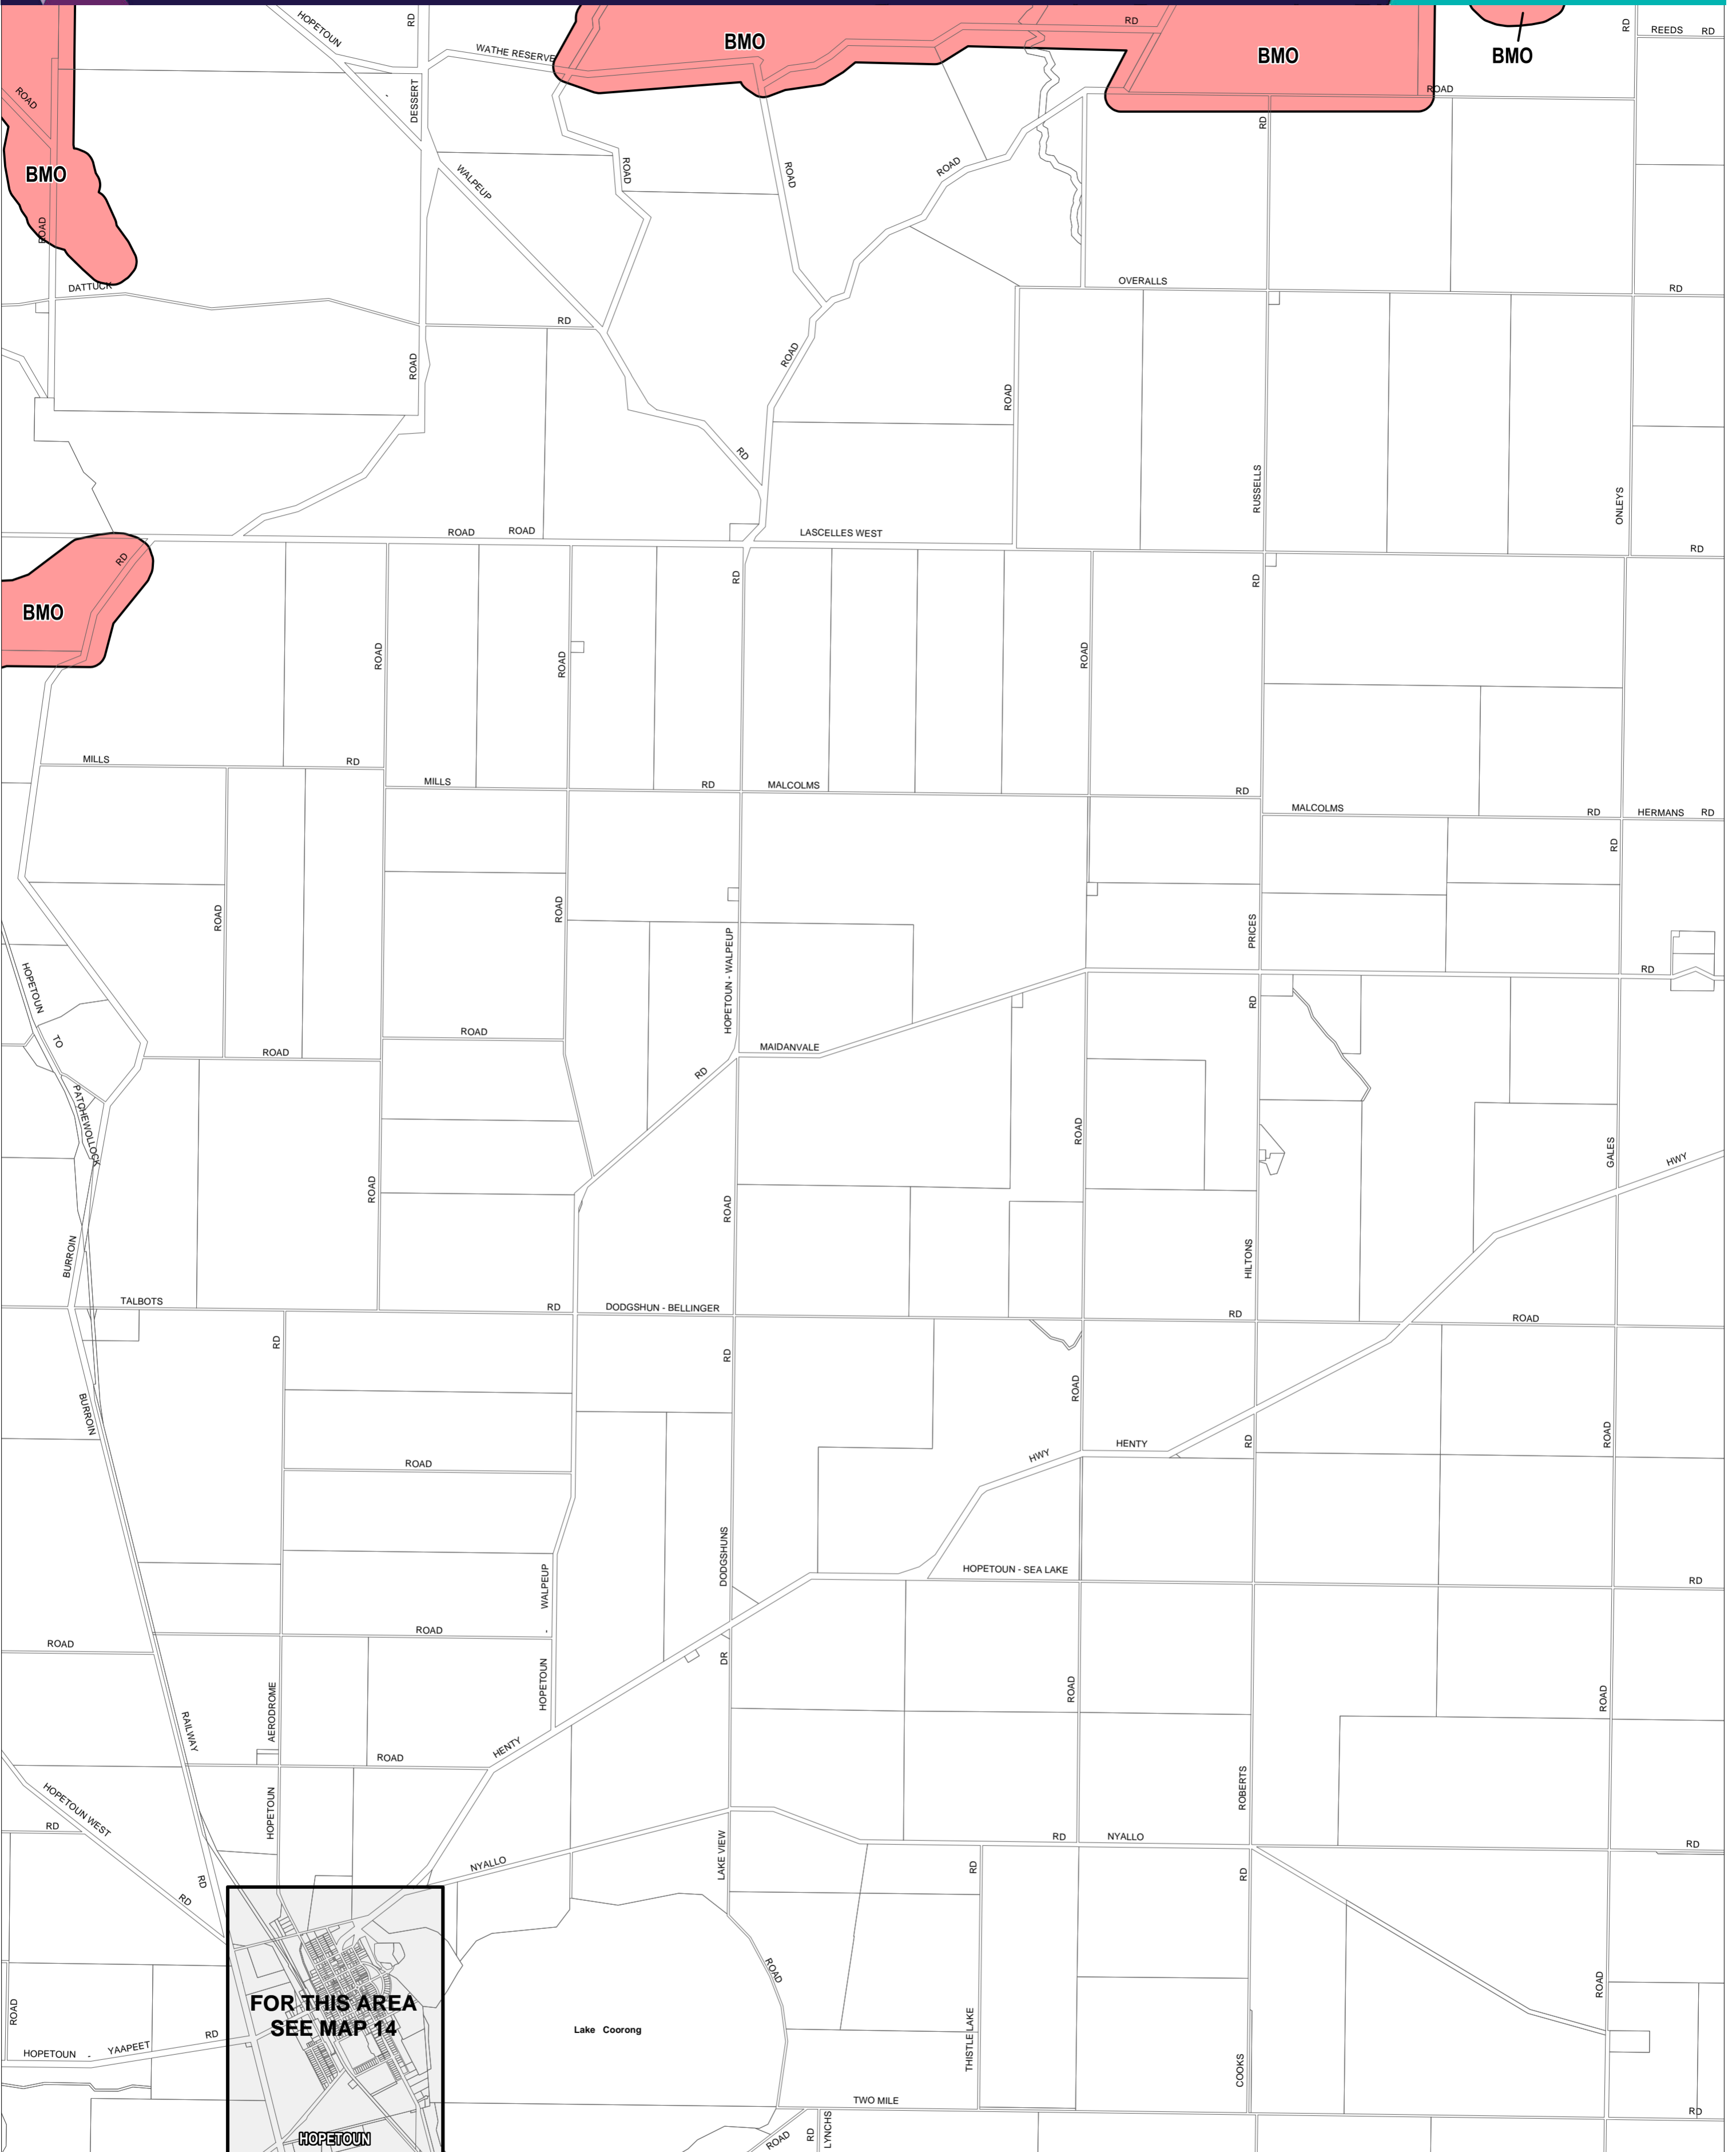 HOPETOUN
RD
WATHE RESERVE
BMO
RD
BMO
BMO
RD
REEDS RD
ROAD
DESSERT
-
ROAD
RD
BMO
WALPEUP
ROAD
ROAD
ROAD
ROAD
DATTUCK
OVERALLS
RD
RD
ROAD
ROAD
ROAD
RD
RUSSELLS
ONLEYS
ROAD
ROAD
LASCELLES WEST
RD
RD
BMO
RD
RD
ROAD
ROAD
ROAD
MILLS
RD
MILLS
RD
MALCOLMS
RD
MALCOLMS
RD
HERMANS RD
RD
ROAD
ROAD
PRICES
HOPETOUN - WALPEUP
RD
HOPETOUN
TO
PATCHEWOLLOCK
RD
ROAD
ROAD
MAIDANVALE
RD
ROAD
GALES
HWY
ROAD
ROAD
BURROIN
HILTONS
TALBOTS
RD
DODGSHUN - BELLINGER
RD
ROAD
RD
RD
BURROIN
ROAD
ROAD
HWY
HENTY
RD
ROAD
DODGSHUNS
WALPEUP
HOPETOUN - SEA LAKE
RD
ROAD
ROAD
-
HOPETOUN
DR
ROAD
ROAD
AERODROME
RAILWAY
HENTY
ROAD
HOPETOUN WEST
RD
HOPETOUN
ROBERTS
RD
NYALLO
RD
LAKE VIEW
NYALLO
RD
RD
RD
RD
ROAD
ROAD
ROAD
FOR THIS AREA
SEE MAP 14
Lake Coorong
THISTLE LAKE
COOKS
HOPETOUN - YAAPEET
RD
TWO MILE
RD
LYNCHS
RD
ROAD
HOPETOUN